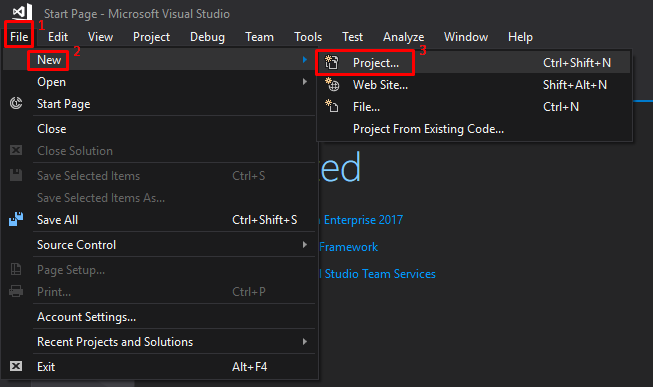 Start Page - Microsoft Visual Studio
1
File Edit View Project Debug Team Tools Test Analyze Window Help
2
3
New
Open
Start Page
Close
Close Solution
Save Selected Items Ctrl+S
Save Selected Items As...
Save All Ctrl+Shift+S
Source Control
Page Setup...
Print... Ctrl+P
Account Settings...
Recent Projects and Solutions
Exit Alt+F4
Project... Ctrl+Shift+N
Web Site... Shift+Alt+N
File... Ctrl+N
Project From Existing Code...
ted
Enterprise 2017
Framework
l Studio Team Services